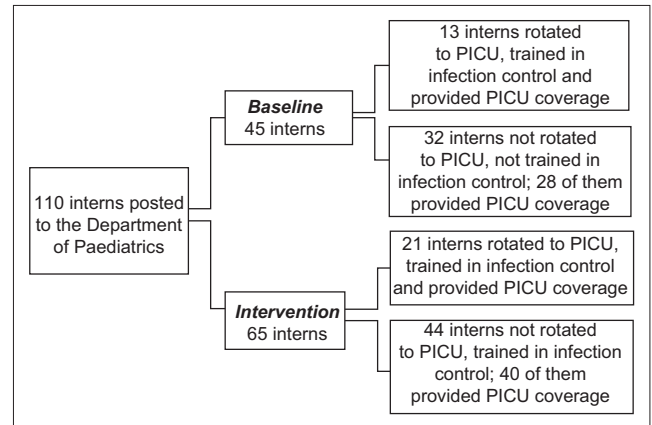 110 interns posted
to the Department
of Paediatrics
Baseline
45 interns
13 interns rotated
to PICU, trained in
infection control and
provided PICU coverage
32 interns not rotated
to PICU, not trained in
infection control; 28 of them
provided PICU coverage
Intervention
65 interns
21 interns rotated to PICU,
trained in infection control
and provided PICU coverage
44 interns not rotated
to PICU, trained in infection
control; 40 of them
provided PICU coverage